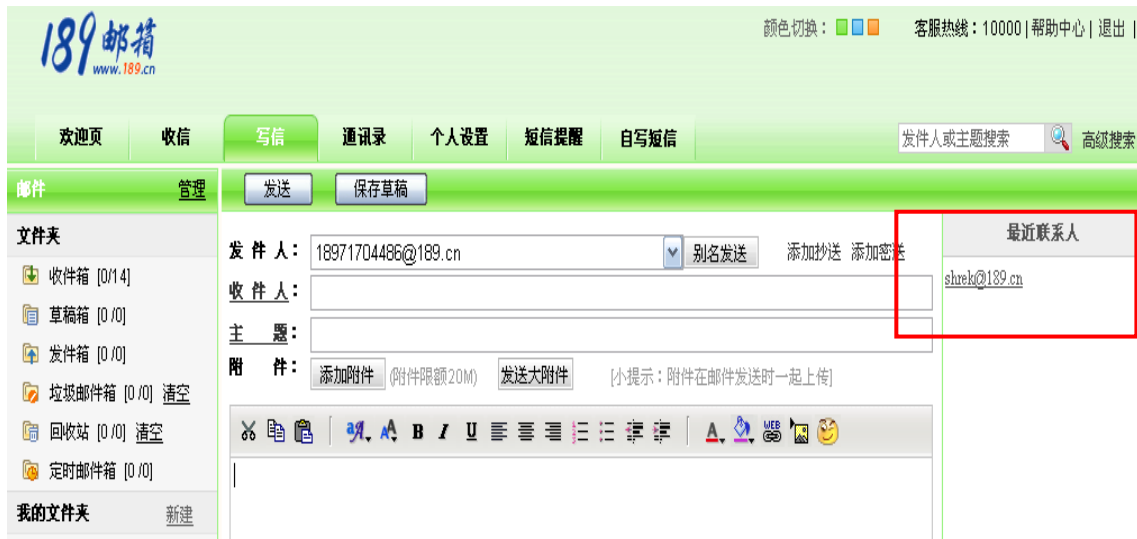 189邮箱
www.189.cn
颜色切换：
客服热线：10000 | 帮助中心 | 退出 |
欢迎页 收信 写信 通讯录 个人设置 短信提醒 自写短信
发件人或主题搜索 高级搜索
邮件 管理
发送 保存草稿
文件夹
最近联系人
发 件 人： 18971704486@189.cn 别名发送 添加抄送 添加密送
收件箱 [0/14]
shrek@189.cn
收 件 人：
草稿箱 [0 /0]
主 题：
发件箱 [0 /0]
附 件： 添加附件 (附件限额20M) 发送大附件 [小提示：附件在邮件发送时一起上传]
垃圾邮件箱 [0 /0] 清空
回收站 [0 /0] 清空
B I U A WEB
定时邮件箱 [0 /0]
我的文件夹 新建